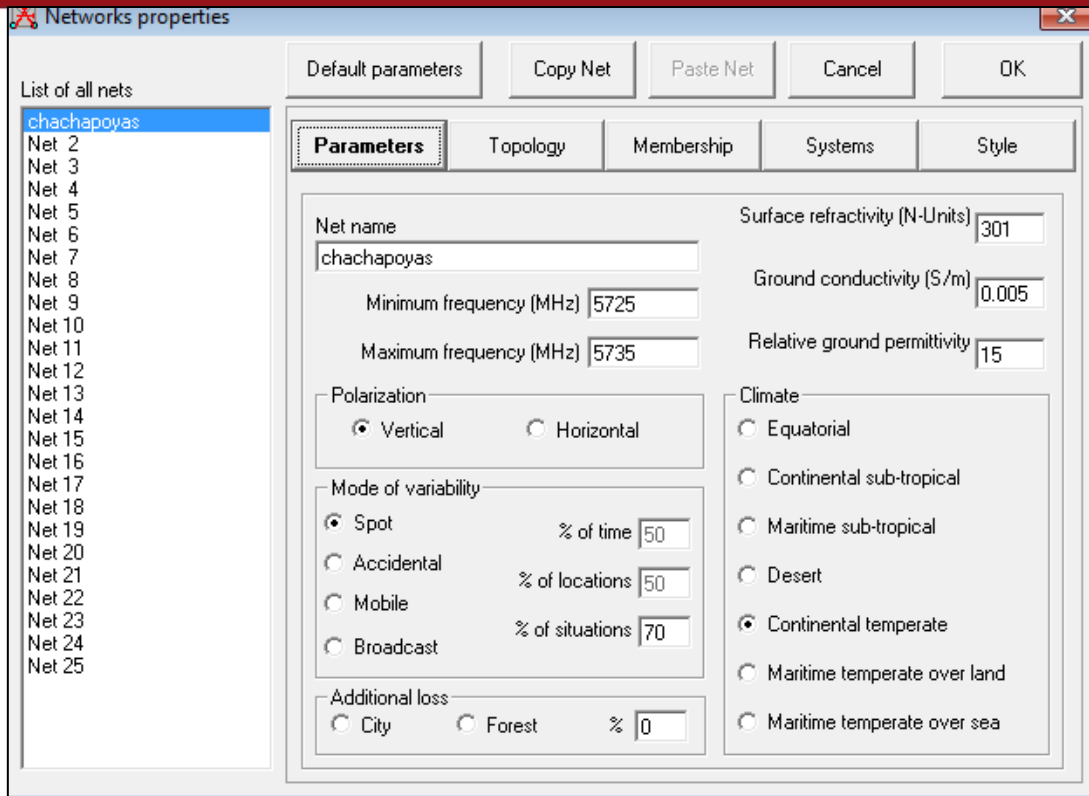 Networks properties
Default parameters
Copy Net
Paste Net
Cancel
OK
List of all nets
chachapoyas
Net 2
Net 3
Net 4
Net 5
Net 6
Net 7
Net 8
Net 9
Net 10
Net 11
Net 12
Net 13
Net 14
Net 15
Net 16
Net 17
Net 18
Net 19
Net 20
Net 21
Net 22
Net 23
Net 24
Net 25
Parameters
Topology
Membership
Systems
Style
Net name
chachapoyas
Minimum frequency (MHz) 5725
Maximum frequency (MHz) 5735
Surface refractivity (N-Units) 301
Ground conductivity (S/m) 0.005
Relative ground permittivity 15
Polarization
Vertical
Horizontal
Mode of variability
Spot
Accidental
Mobile
Broadcast
% of time 50
% of locations 50
% of situations 70
Additional loss
City
Forest
% 0
Climate
Equatorial
Continental sub-tropical
Maritime sub-tropical
Desert
Continental temperate
Maritime temperate over land
Maritime temperate over sea